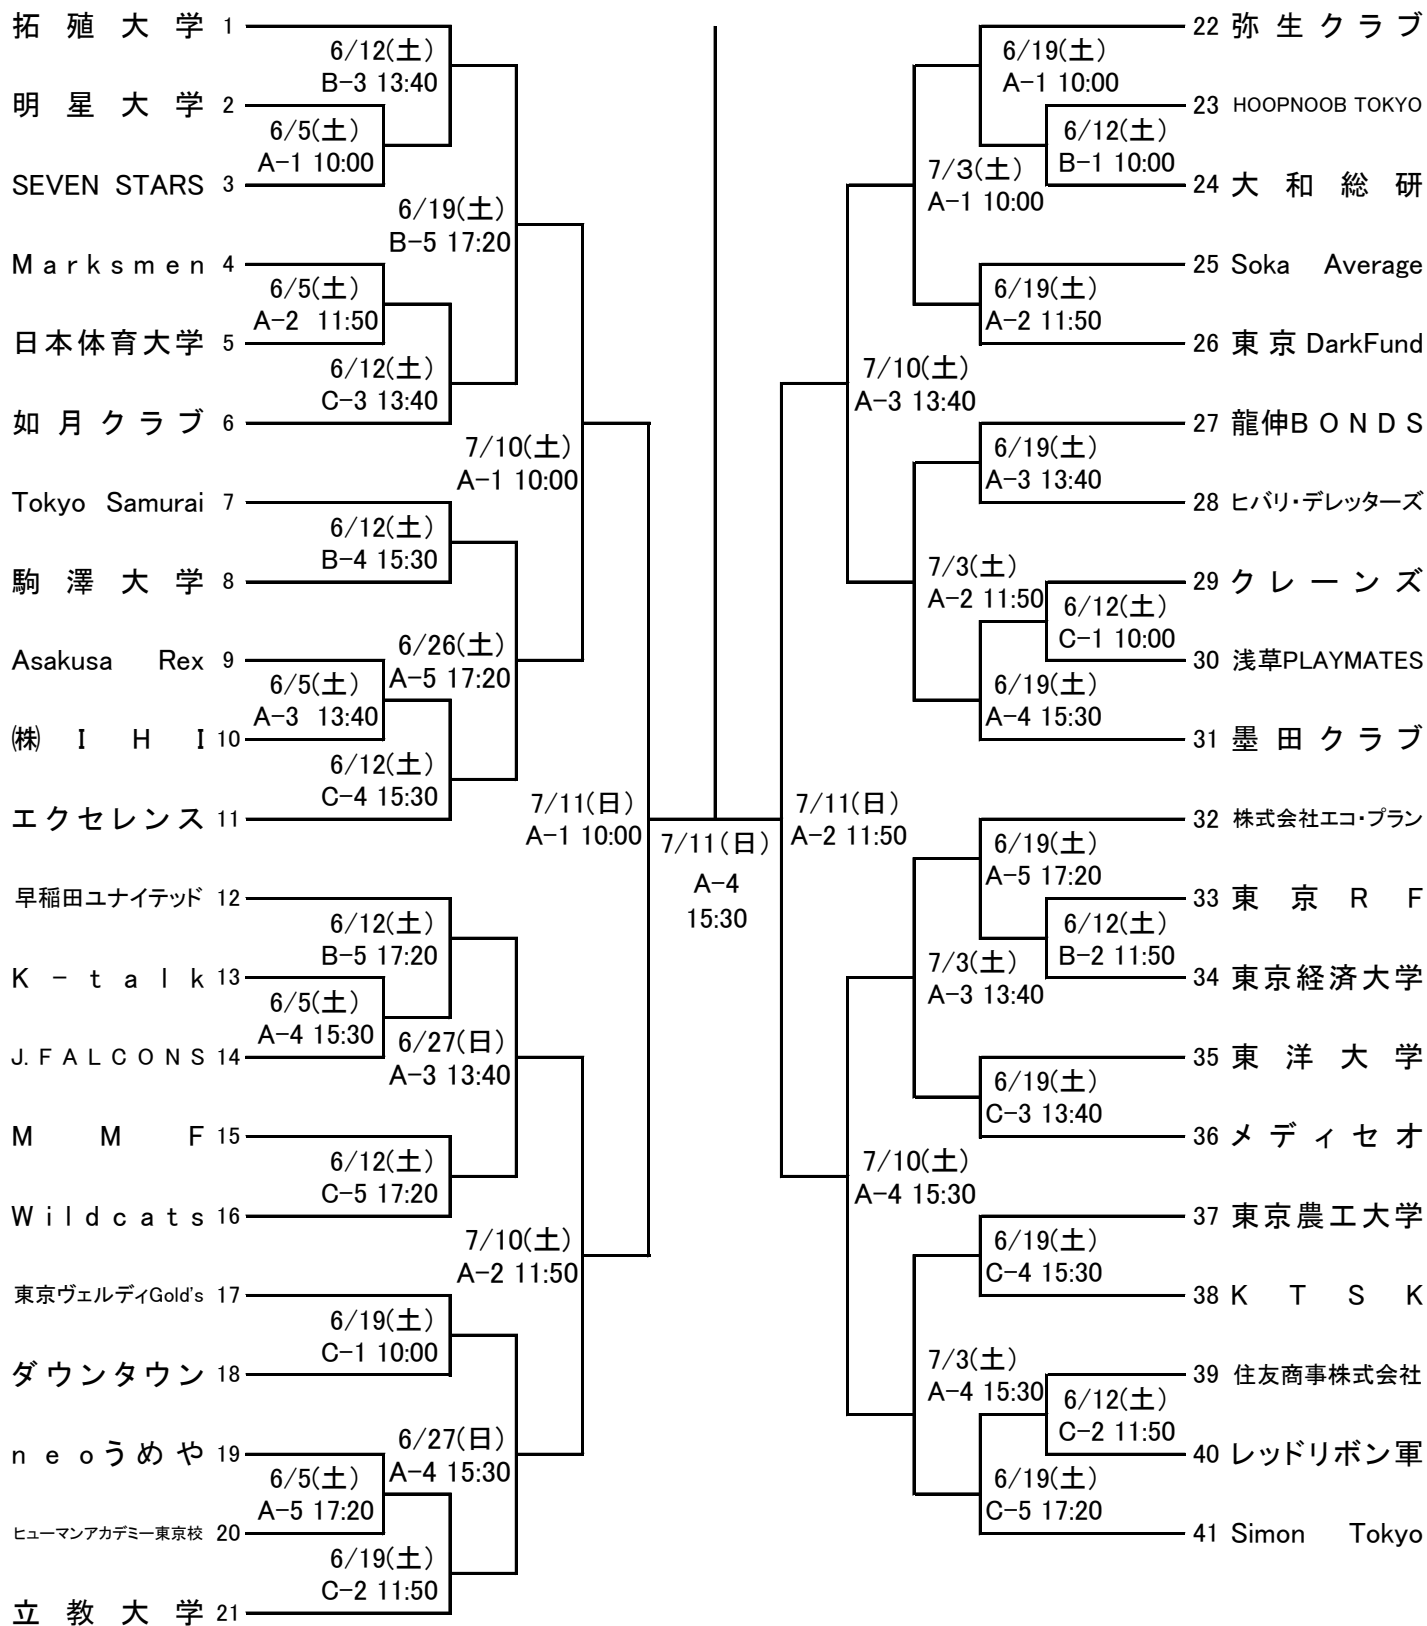 拓殖大学 1
6/12(土)
B-3 13:40
明星大学 2
6/5(土)
A-1 10:00
SEVEN STARS 3
6/19(土)
B-5 17:20
Marksmen 4
6/5(土)
A-2 11:50
日本体育大学 5
6/12(土)
C-3 13:40
如月クラブ 6
7/10(土)
A-1 10:00
Tokyo Samurai 7
6/12(土)
B-4 15:30
駒澤大学 8
6/26(土)
A-5 17:20
Asakusa Rex 9
6/5(土)
A-3 13:40
㈱IHI 10
6/12(土)
C-4 15:30
エクセレンス 11
7/11(日)
A-1 10:00
早稲田ユナイテッド 12
6/12(土)
B-5 17:20
K-talk 13
6/5(土)
A-4 15:30
J.FALCONS 14
6/27(日)
A-3 13:40
MMF 15
6/12(土)
C-5 17:20
Wildcats 16
7/10(土)
A-2 11:50
東京ヴェルディGold's 17
6/19(土)
C-1 10:00
ダウンタウン 18
6/27(日)
A-4 15:30
neoうめや 19
6/5(土)
A-5 17:20
ヒューマンアカデミー東京校 20
6/19(土)
C-2 11:50
立教大学 21
7/11(日)
A-4
15:30
22 弥生クラブ
6/19(土)
A-1 10:00
23 HOOPNOOB TOKYO
6/12(土)
B-1 10:00
24 大和総研
7/3(土)
A-1 10:00
25 Soka Average
6/19(土)
A-2 11:50
26 東京DarkFund
7/10(土)
A-3 13:40
27 龍伸BONDS
6/19(土)
A-3 13:40
28 ヒバリ・デレッターズ
7/3(土)
A-2 11:50
29 クレーンズ
6/12(土)
C-1 10:00
30 浅草PLAYMATES
6/19(土)
A-4 15:30
31 墨田クラブ
7/11(日)
A-2 11:50
32 株式会社エコ・プラン
6/19(土)
A-5 17:20
33 東京RF
6/12(土)
B-2 11:50
34 東京経済大学
7/3(土)
A-3 13:40
35 東洋大学
6/19(土)
C-3 13:40
36 メディセオ
7/10(土)
A-4 15:30
37 東京農工大学
6/19(土)
C-4 15:30
38 KTSK
7/3(土)
A-4 15:30
39 住友商事株式会社
6/12(土)
C-2 11:50
40 レッドリボン軍
6/19(土)
C-5 17:20
41 Simon Tokyo